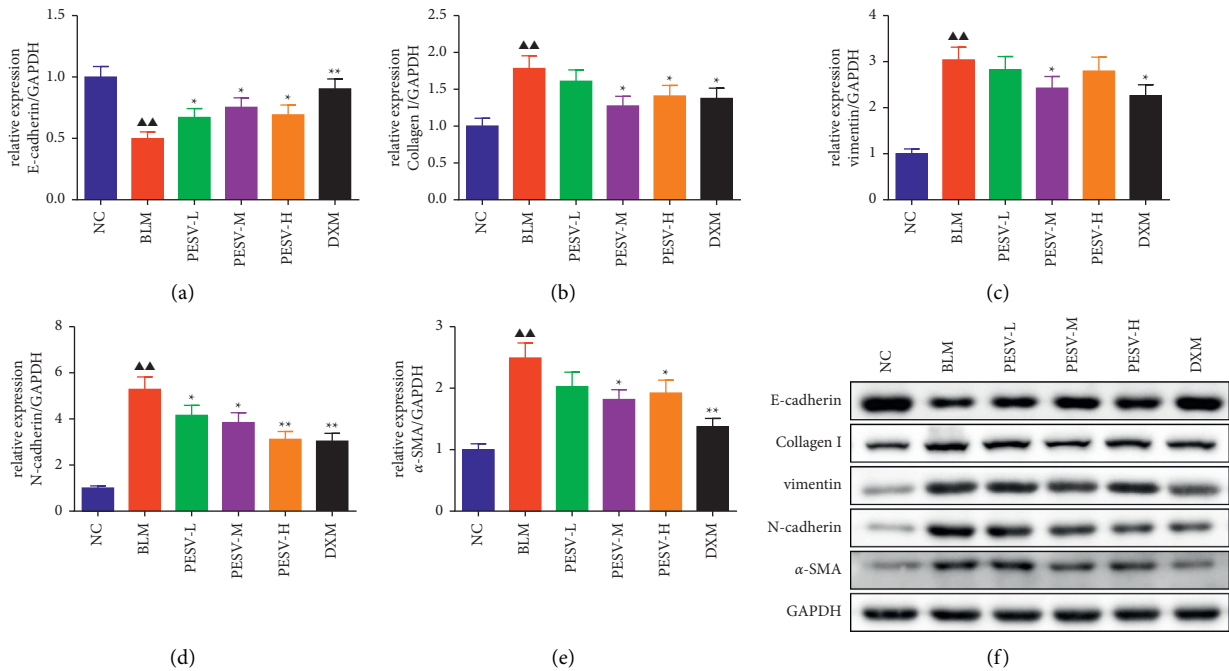 relative expression
E-cadherin/GAPDH
1.5
1.0
0.5
0.0
▲▲
*
*
*
**
NC
BLM
PESV-L
PESV-M
PESV-H
DXM
(a)
relative expression
Collagen I/GAPDH
2.5
2.0
1.5
1.0
0.5
0.0
▲▲
*
*
*
NC
BLM
PESV-L
PESV-M
PESV-H
DXM
(b)
relative expression
vimentin/GAPDH
4
3
2
1
0
▲▲
*
*
NC
BLM
PESV-L
PESV-M
PESV-H
DXM
(c)
relative expression
N-cadherin/GAPDH
8
6
4
2
0
▲▲
*
*
**
**
NC
BLM
PESV-L
PESV-M
PESV-H
DXM
(d)
relative expression
α-SMA/GAPDH
3
2
1
0
▲▲
*
*
**
NC
BLM
PESV-L
PESV-M
PESV-H
DXM
(e)
NC
BLM
PESV-L
PESV-M
PESV-H
DXM
E-cadherin
Collagen I
vimentin
N-cadherin
α-SMA
GAPDH
(f)